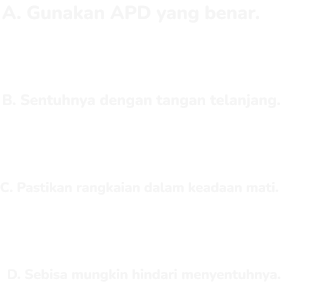 A. Gunakan APD yang benar.
B. Sentuhnya dengan tangan telanjang.
C. Pastikan rangkaian dalam keadaan mati.
D. Sebisa mungkin hindari menyentuhnya.